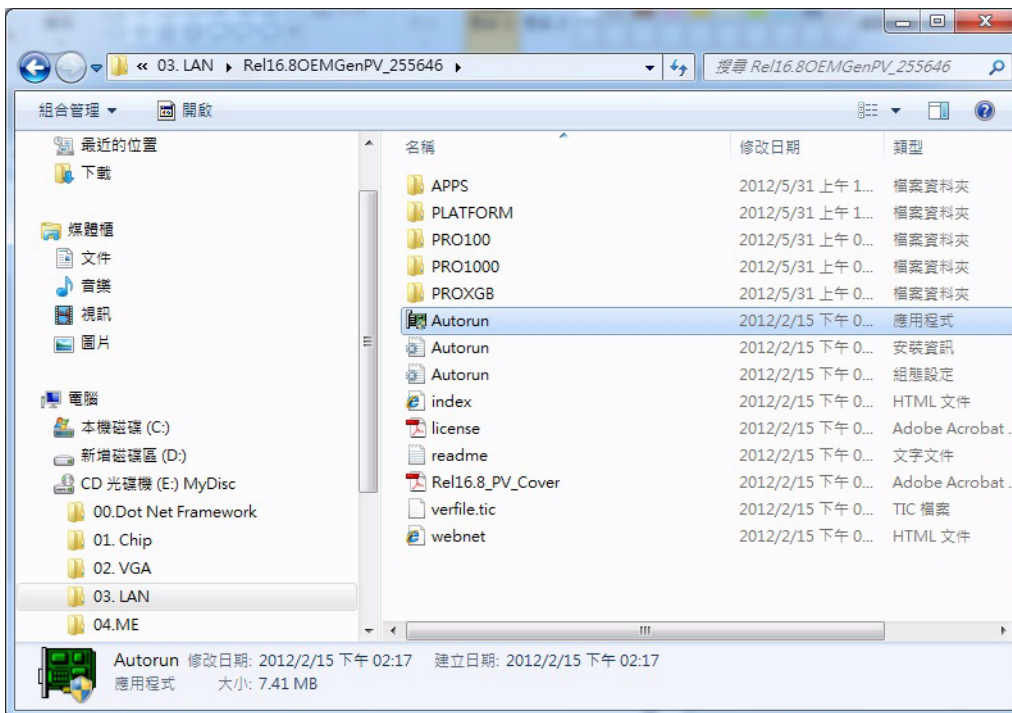 « 03. LAN ▸ Rel16.8OEMGenPV_255646 ▸
搜尋 Rel16.8OEMGenPV_255646
組合管理 ▼ 開啟
最近的位置
下載
媒體櫃
文件
音樂
視訊
圖片
電腦
本機磁碟 (C:)
新增磁碟區 (D:)
CD 光碟機 (E:) MyDisc
00.Dot Net Framework
01. Chip
02. VGA
03. LAN
04.ME
名稱 修改日期 類型
APPS 2012/5/31 上午 1... 檔案資料夾
PLATFORM 2012/5/31 上午 1... 檔案資料夾
PRO100 2012/5/31 上午 0... 檔案資料夾
PRO1000 2012/5/31 上午 0... 檔案資料夾
PROXGB 2012/5/31 上午 0... 檔案資料夾
Autorun 2012/2/15 下午 0... 應用程式
Autorun 2012/2/15 下午 0... 安裝資訊
Autorun 2012/2/15 下午 0... 組態設定
index 2012/2/15 下午 0... HTML 文件
license 2012/2/15 下午 0... Adobe Acrobat .
readme 2012/2/15 下午 0... 文字文件
Rel16.8_PV_Cover 2012/2/15 下午 0... Adobe Acrobat .
verfile.tic 2012/2/15 下午 0... TIC 檔案
webnet 2012/2/15 下午 0... HTML 文件
Autorun 修改日期: 2012/2/15 下午 02:17 建立日期: 2012/2/15 下午 02:17
應用程式 大小: 7.41 MB